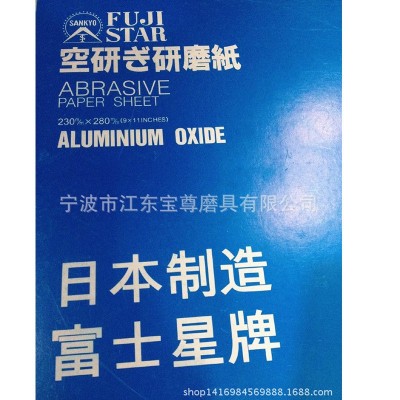 SANKYO
FUJI
STAR
空研ぎ研磨紙
ABRASIVE
PAPER SHEET
230㎜×280㎜(9×11INCHES)
ALUMINIUM OXIDE
宁波市江东宝尊磨具有限公司
日本制造
富士星牌
shop1416984569888.1688.com